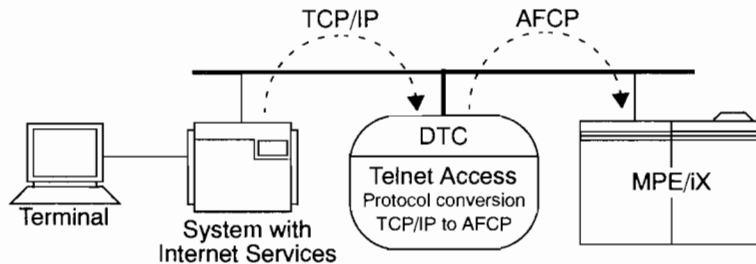 TCP/IP
AFCP
DTC
Telnet Access
Protocol conversion
TCP/IP to AFCP
MPE/iX
Terminal
System with
Internet Services